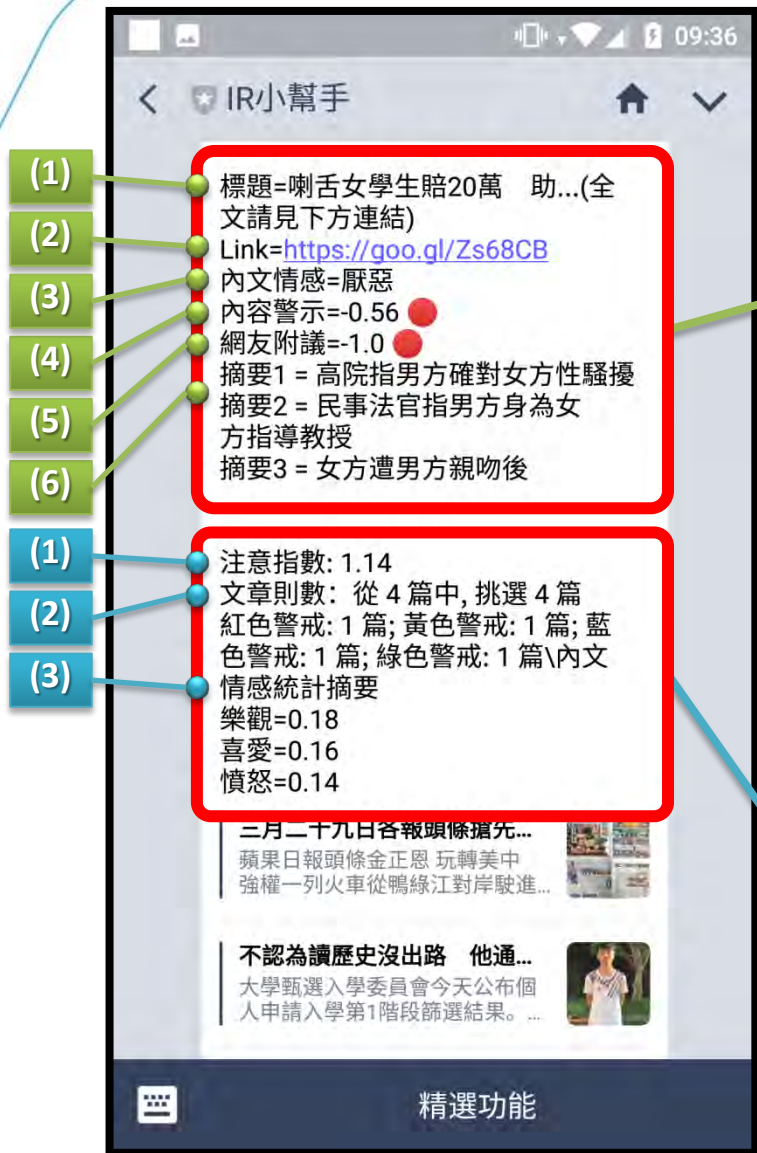 09:36
IR小幫手
(1)
(2)
(3)
(4)
(5)
(6)
標題=喇舌女學生賠20萬　助...(全
文請見下方連結)
Link=https://goo.gl/Zs68CB
內文情感=厭惡
內容警示=-0.56
網友附議=-1.0
摘要1 = 高院指男方確對女方性騷擾
摘要2 = 民事法官指男方身為女
方指導教授
摘要3 = 女方遭男方親吻後
(1)
(2)
(3)
注意指數: 1.14
文章則數: 從 4 篇中, 挑選 4 篇
紅色警戒: 1 篇; 黃色警戒: 1 篇; 藍
色警戒: 1 篇; 綠色警戒: 1 篇\內文
情感統計摘要
樂觀=0.18
喜愛=0.16
憤怒=0.14
三月二十九日各報頭條搶先...
蘋果日報頭條金正恩 玩轉美中
強權一列火車從鴨綠江對岸駛進...
不認為讀歷史沒出路　他通...
大學甄選入學委員會今天公布個
人申請入學第1階段篩選結果。...
精選功能